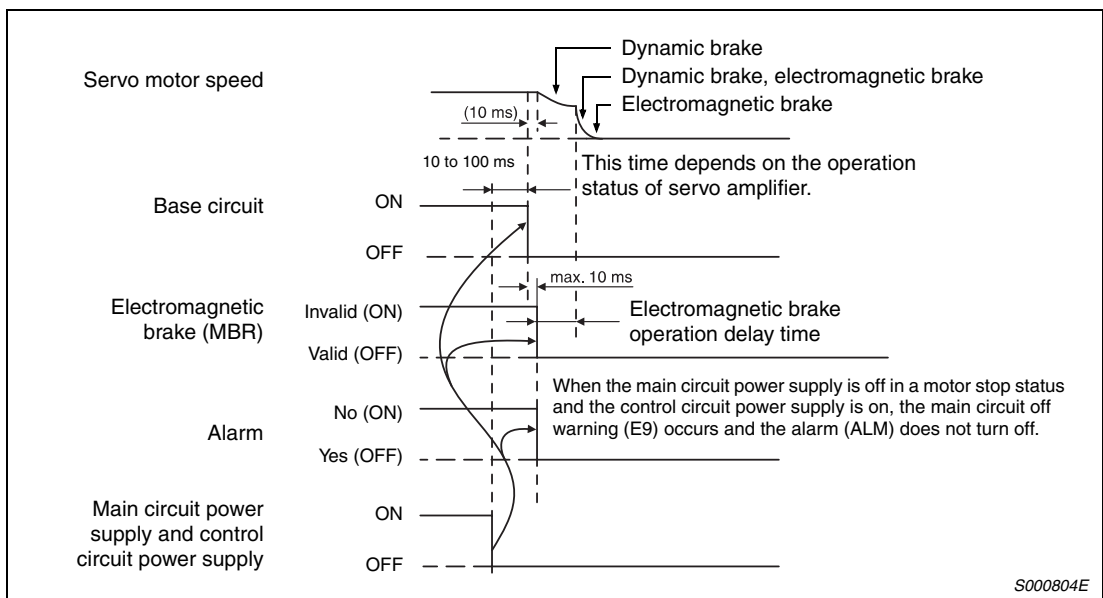 Dynamic brake
Servo motor speed
Dynamic brake, electromagnetic brake
Electromagnetic brake
(10 ms)
10 to 100 ms
This time depends on the operation
status of servo amplifier.
Base circuit
ON
OFF
max. 10 ms
Electromagnetic
brake (MBR)
Invalid (ON)
Valid (OFF)
Electromagnetic brake
operation delay time
When the main circuit power supply is off in a motor stop status
and the control circuit power supply is on, the main circuit off
warning (E9) occurs and the alarm (ALM) does not turn off.
Alarm
No (ON)
Yes (OFF)
Main circuit power
supply and control
circuit power supply
ON
OFF
S000804E